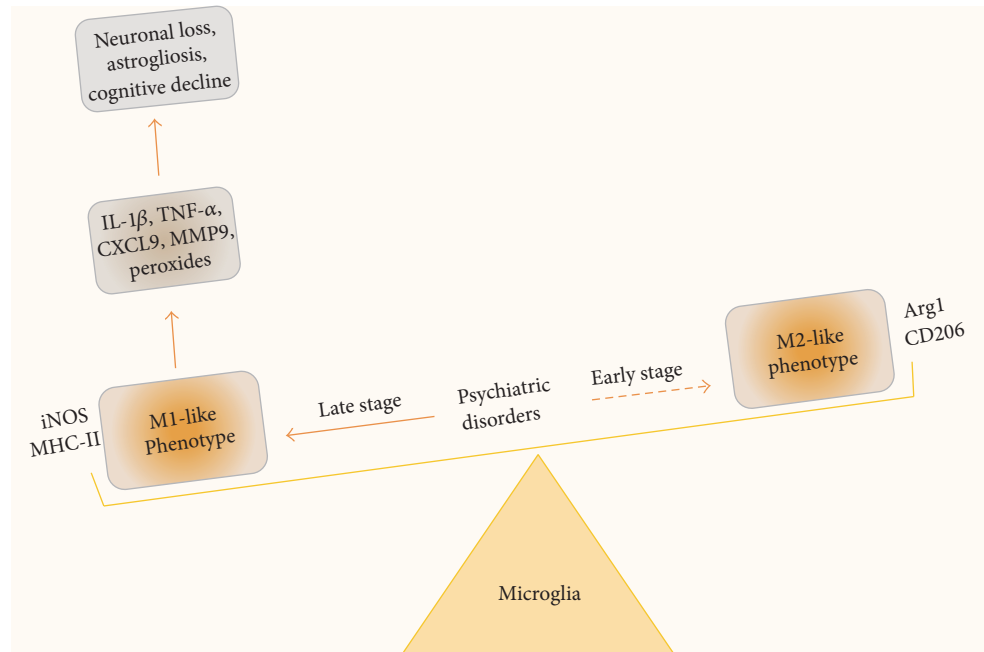 Neuronal loss,
astrogliosis,
cognitive decline
IL-1β, TNF-α,
CXCL9, MMP9,
peroxides
iNOS
MHC-II
M1-like
Phenotype
Late stage
Psychiatric
disorders
Early stage
M2-like
phenotype
Arg1
CD206
Microglia